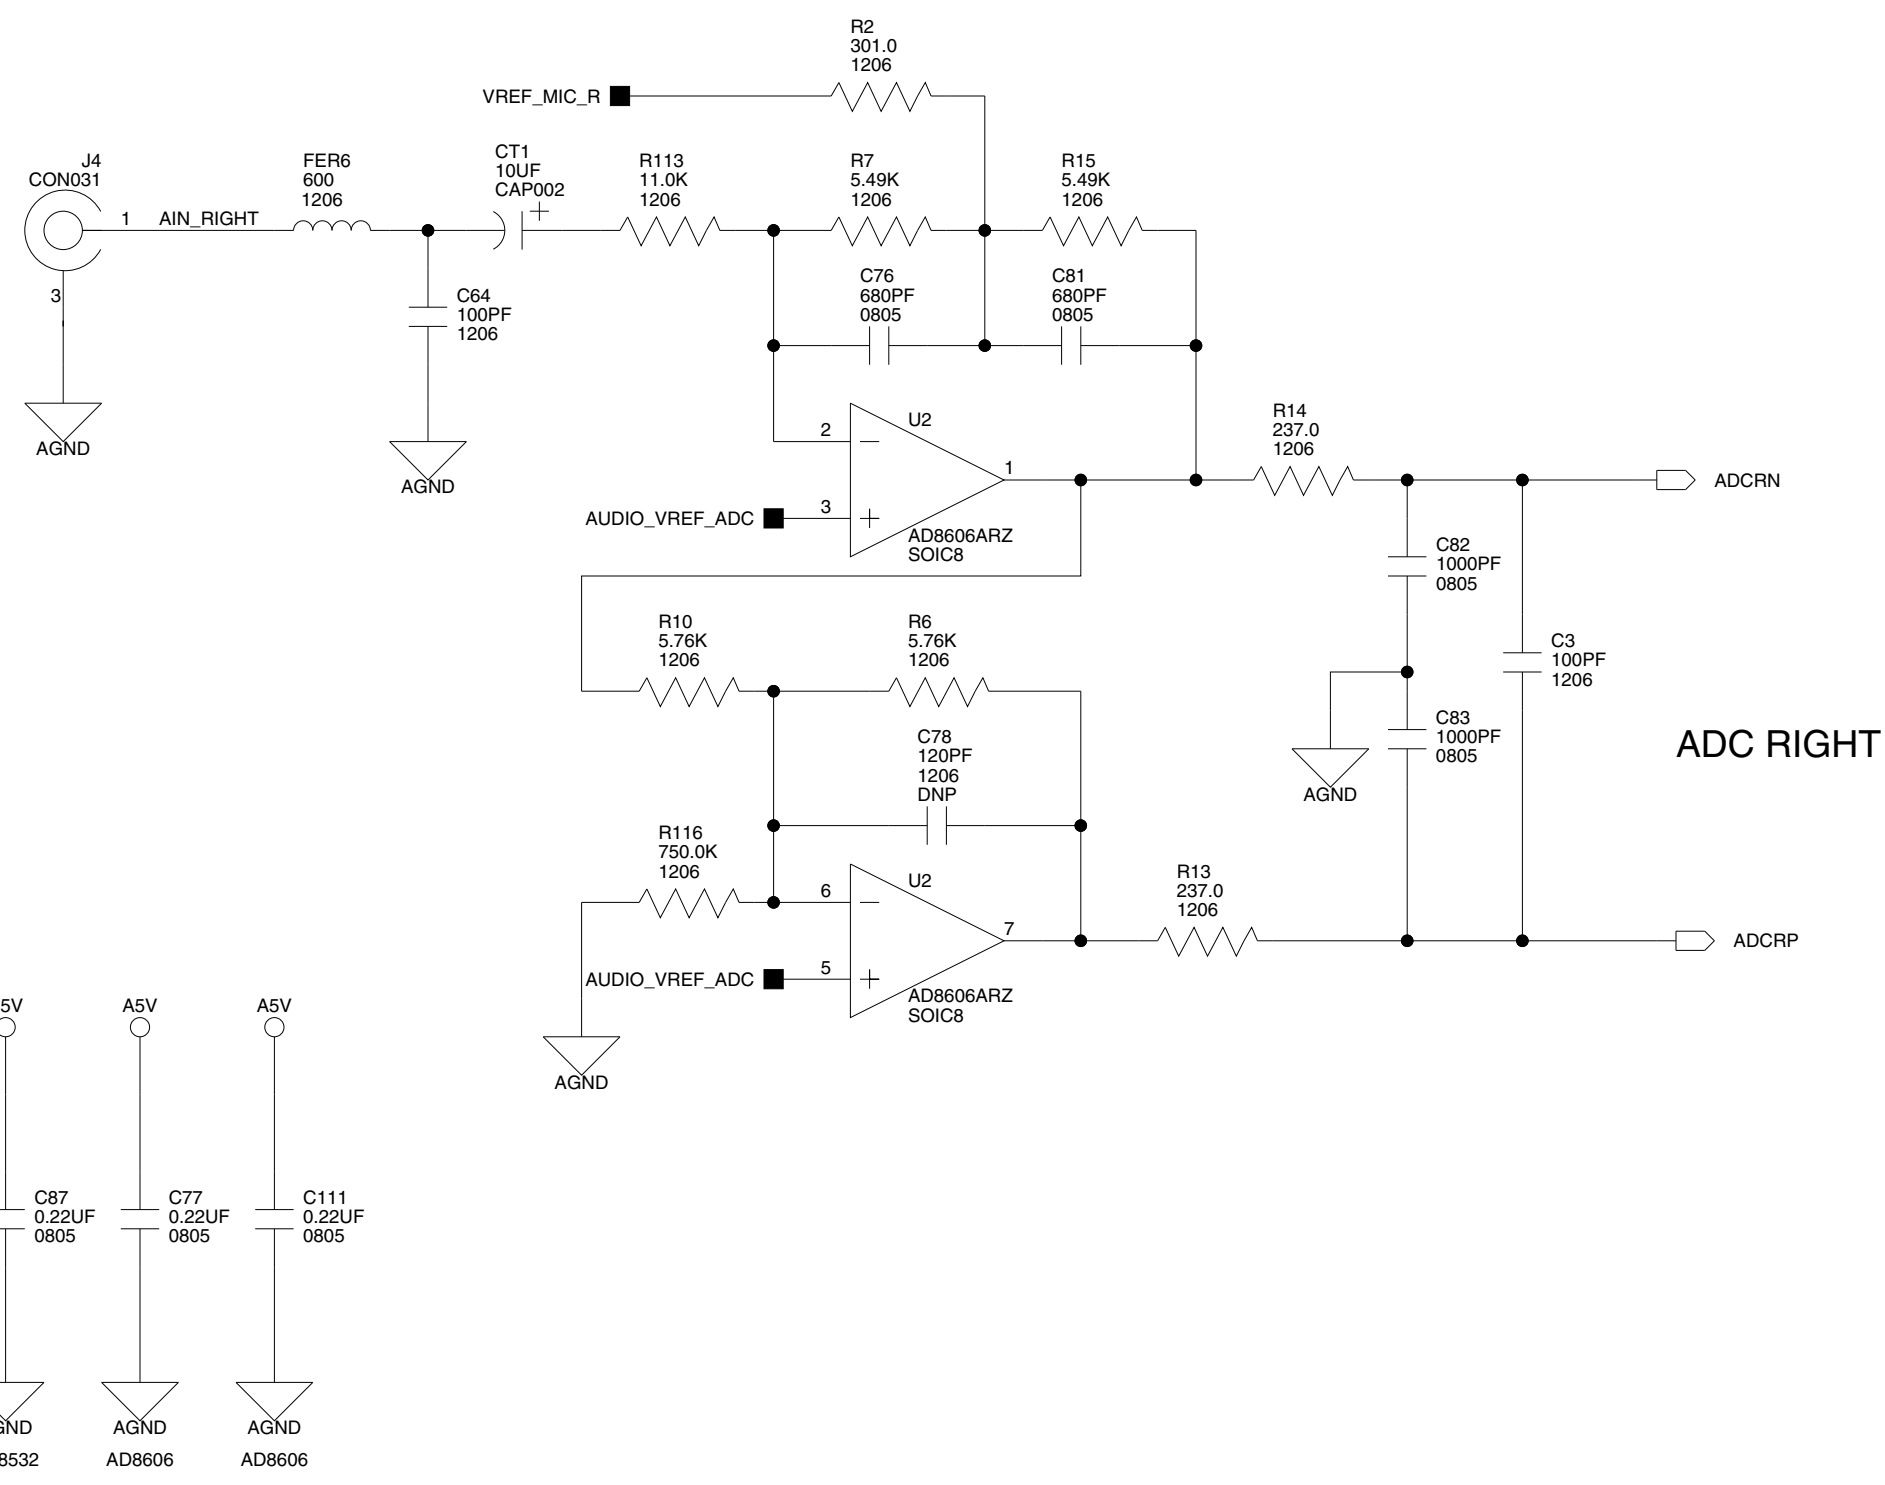 R2
301.0
1206
VREF_MIC_R
J4
CON031
1
AIN_RIGHT
3
AGND
FER6
600
1206
C64
100PF
1206
AGND
CT1
10UF
CAP002
+
R113
11.0K
1206
R7
5.49K
1206
R15
5.49K
1206
C76
680PF
0805
C81
680PF
0805
U2
2
1
AUDIO_VREF_ADC
3
AD8606ARZ
SOIC8
R14
237.0
1206
ADCRN
C82
1000PF
0805
C3
100PF
1206
C83
1000PF
0805
AGND
ADC RIGHT
R10
5.76K
1206
R6
5.76K
1206
C78
120PF
1206
DNP
R116
750.0K
1206
AGND
U2
6
7
AUDIO_VREF_ADC
5
AD8606ARZ
SOIC8
R13
237.0
1206
ADCRP
5V
A5V
A5V
C87
0.22UF
0805
C77
0.22UF
0805
C111
0.22UF
0805
GND
AGND
AGND
8532
AD8606
AD8606